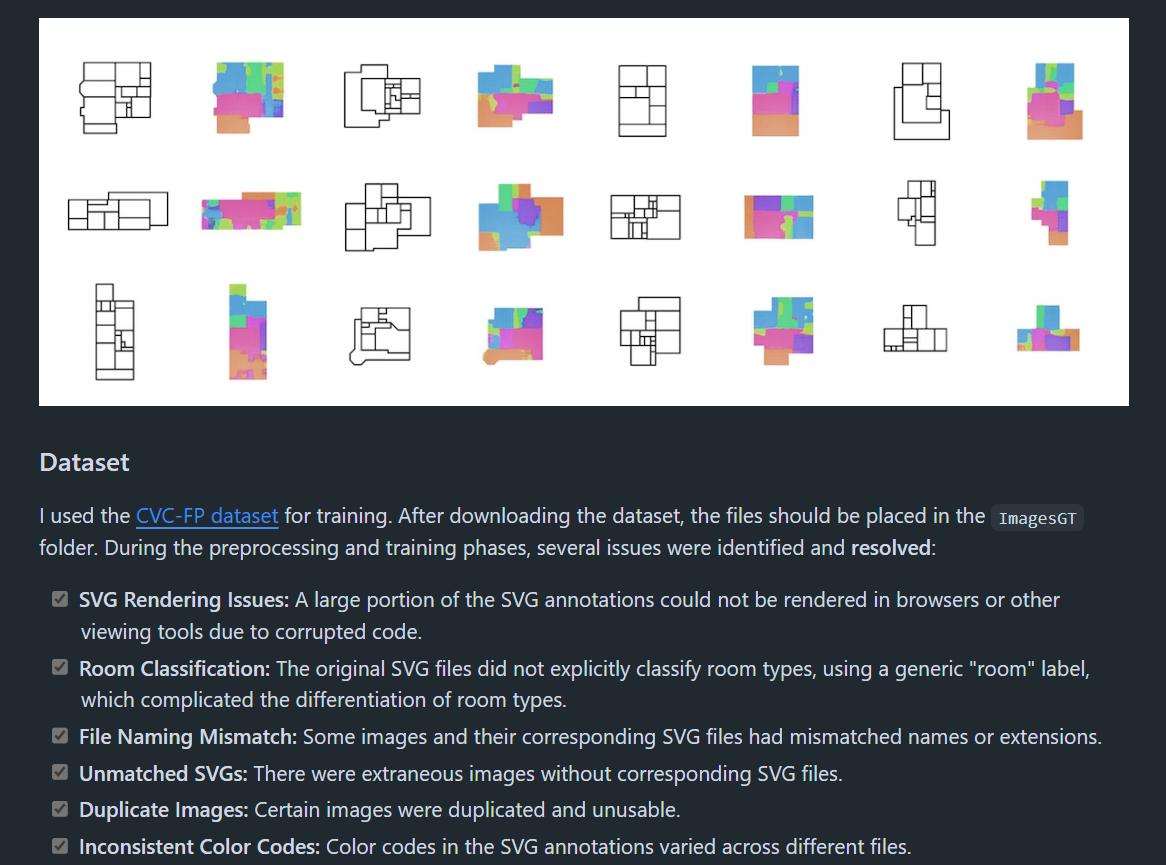 Dataset
I used the CVC-FP dataset for training. After downloading the dataset, the files should be placed in the ImagesGT
folder. During the preprocessing and training phases, several issues were identified and resolved:
SVG Rendering Issues: A large portion of the SVG annotations could not be rendered in browsers or other
viewing tools due to corrupted code.
Room Classification: The original SVG files did not explicitly classify room types, using a generic "room" label,
which complicated the differentiation of room types.
File Naming Mismatch: Some images and their corresponding SVG files had mismatched names or extensions.
Unmatched SVGs: There were extraneous images without corresponding SVG files.
Duplicate Images: Certain images were duplicated and unusable.
Inconsistent Color Codes: Color codes in the SVG annotations varied across different files.